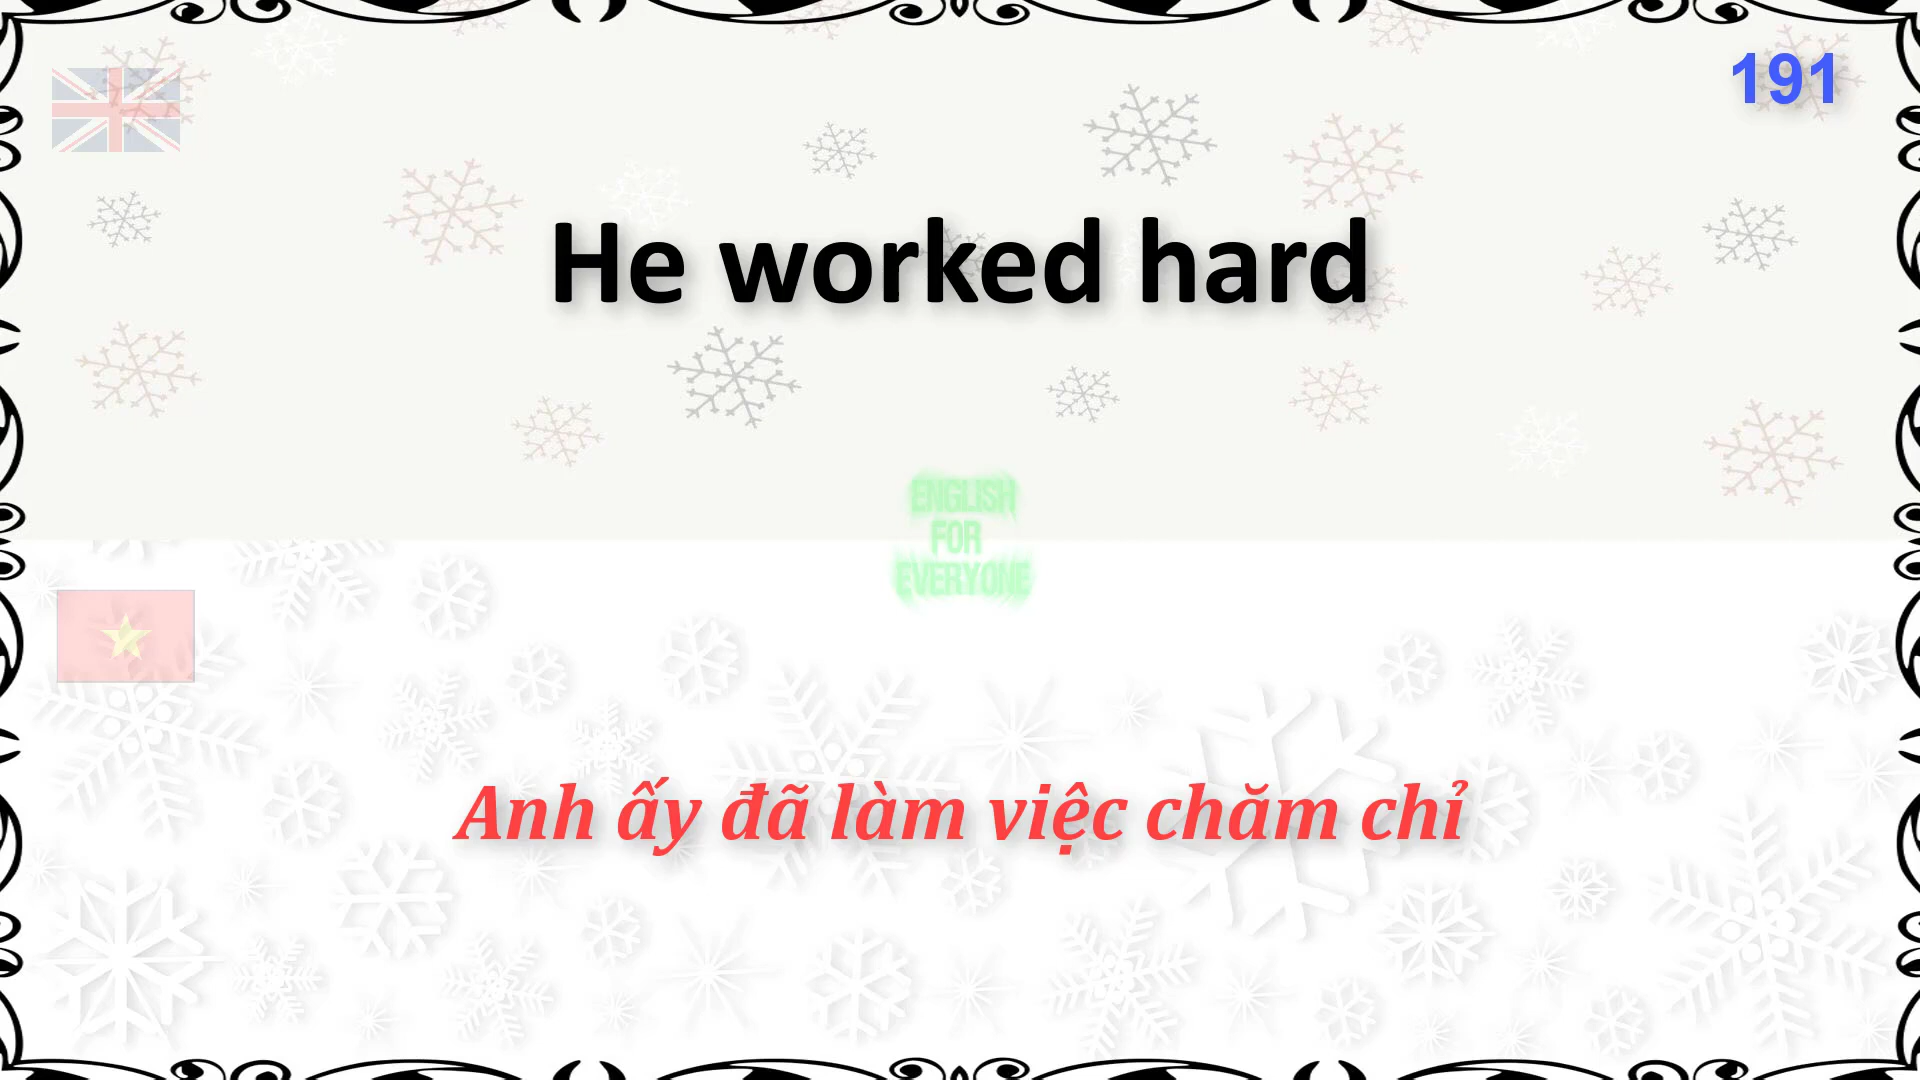 191
He worked hard
ENGLISH
FOR
EVERYONE
Anh ấy đã làm việc chăm chỉ